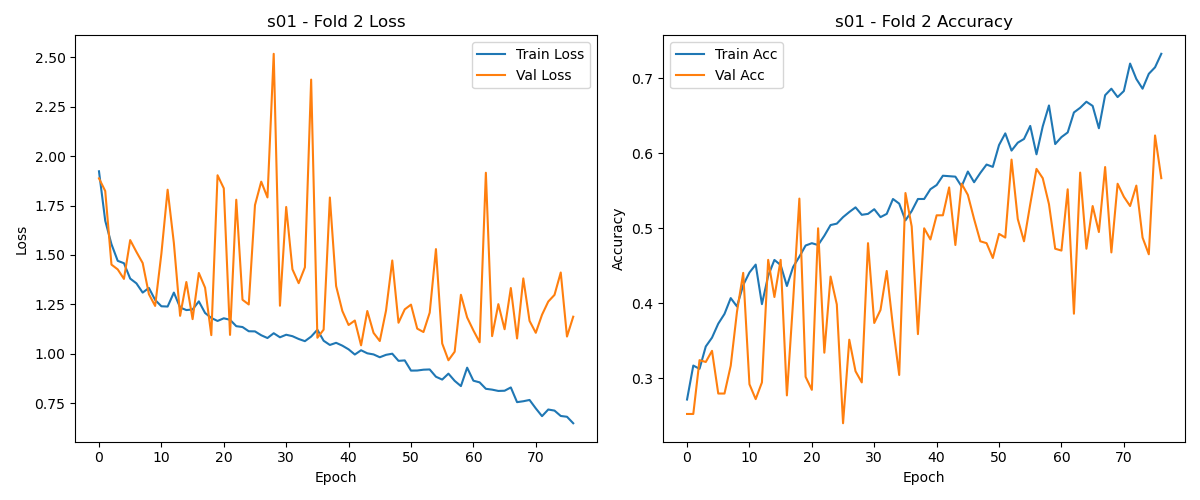 s01 - Fold 2 Loss
Loss
2.50
2.25
2.00
1.75
1.50
1.25
1.00
0.75
0 10 20 30 40 50 60 70
Epoch
Train Loss
Val Loss
s01 - Fold 2 Accuracy
Accuracy
0.7
0.6
0.5
0.4
0.3
0 10 20 30 40 50 60 70
Epoch
Train Acc
Val Acc